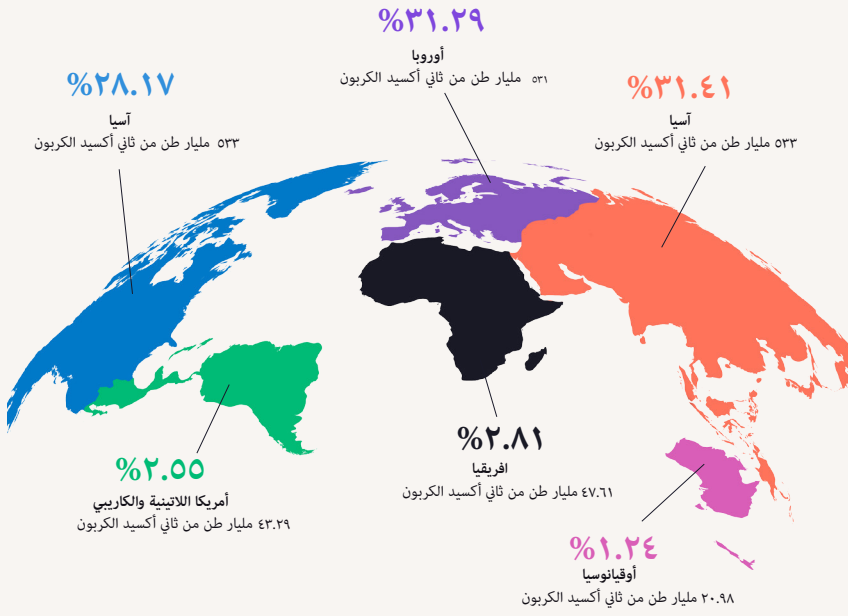 %٣١.٢٩
أوروبا
٥٣١ مليار طن من ثاني أكسيد الكربون
%٣١.٤١
آسيا
٥٣٣ مليار طن من ثاني أكسيد الكربون
%٢٨.١٧
آسيا
٥٣٣ مليار طن من ثاني أكسيد الكربون
%٢.٨١
افريقيا
٤٧.٦١ مليار طن من ثاني أكسيد الكربون
%٢.٥٥
أمريكا اللاتينية والكاريبي
٤٣.٢٩ مليار طن من ثاني أكسيد الكربون
%١.٢٤
أوقيانوسيا
٢٠.٩٨ مليار طن من ثاني أكسيد الكربون